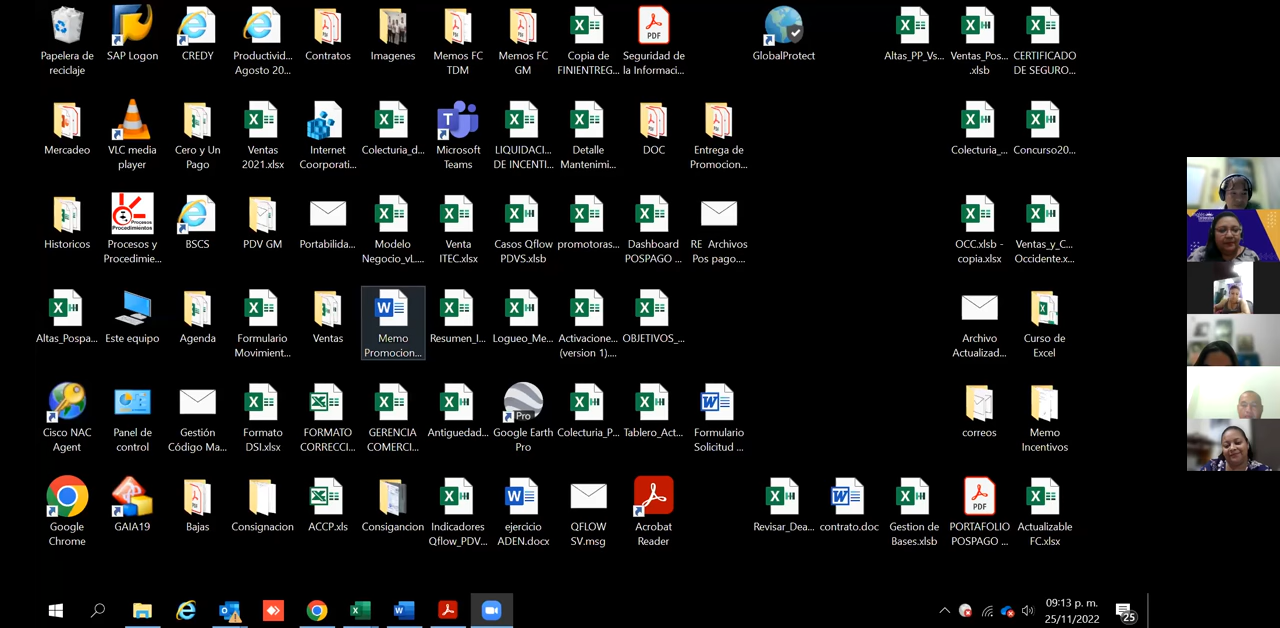 Papelera de reciclaje
SAP Logon
CREDY
Productivid... Agosto 20...
Contratos
Imagenes
Memos FC TDM
Memos FC GM
Copia de FINIENTREG...
Seguridad de la Informaci...
GlobalProtect
Altas_PP_Vs...
Ventas_Pos... .xlsb
CERTIFICADO DE SEGURO...
Mercadeo
VLC media player
Cero y Un Pago
Ventas 2021.xlsx
Internet Coorporati...
Colecturia_d...
Microsoft Teams
LIQUIDACI... DE INCENTI...
Detalle Mantenimi...
DOC
Entrega de Promocion...
Colecturia_...
Concurso20...
Historicos
Procesos y Procedimie...
BSCS
PDV GM
Portabilida...
Modelo Negocio_vL...
Venta ITEC.xlsx
Casos Qflow PDVS.xlsb
promotoras...
Dashboard POSPAGO ...
RE Archivos Pos pago....
OCC.xlsb - copia.xlsx
Ventas_y_C... Occidente.x...
Altas_Pospa...
Este equipo
Agenda
Formulario Movimient...
Ventas
Memo Promocion...
Resumen_I...
Logueo_Me...
Activacione... (version 1)....
OBJETIVOS_...
Archivo Actualizad...
Curso de Excel
Cisco NAC Agent
Panel de control
Gestión Código Ma...
Formato DSI.xlsx
FORMATO CORRECCI...
GERENCIA COMERCI...
Antiguedad...
Google Earth Pro
Colecturia_P...
Tablero_Act...
Formulario Solicitud ...
correos
Memo Incentivos
Google Chrome
GAIA19
Bajas
Consignacion
ACCP.xls
Consigancion
Indicadores Qflow_PDV...
ejercicio ADEN.docx
QFLOW SV.msg
Acrobat Reader
Revisar_Dea...
contrato.doc
Gestion de Bases.xlsb
PORTAFOLIO POSPAGO ...
Actualizable FC.xlsx
09:13 p. m.
25/11/2022
25